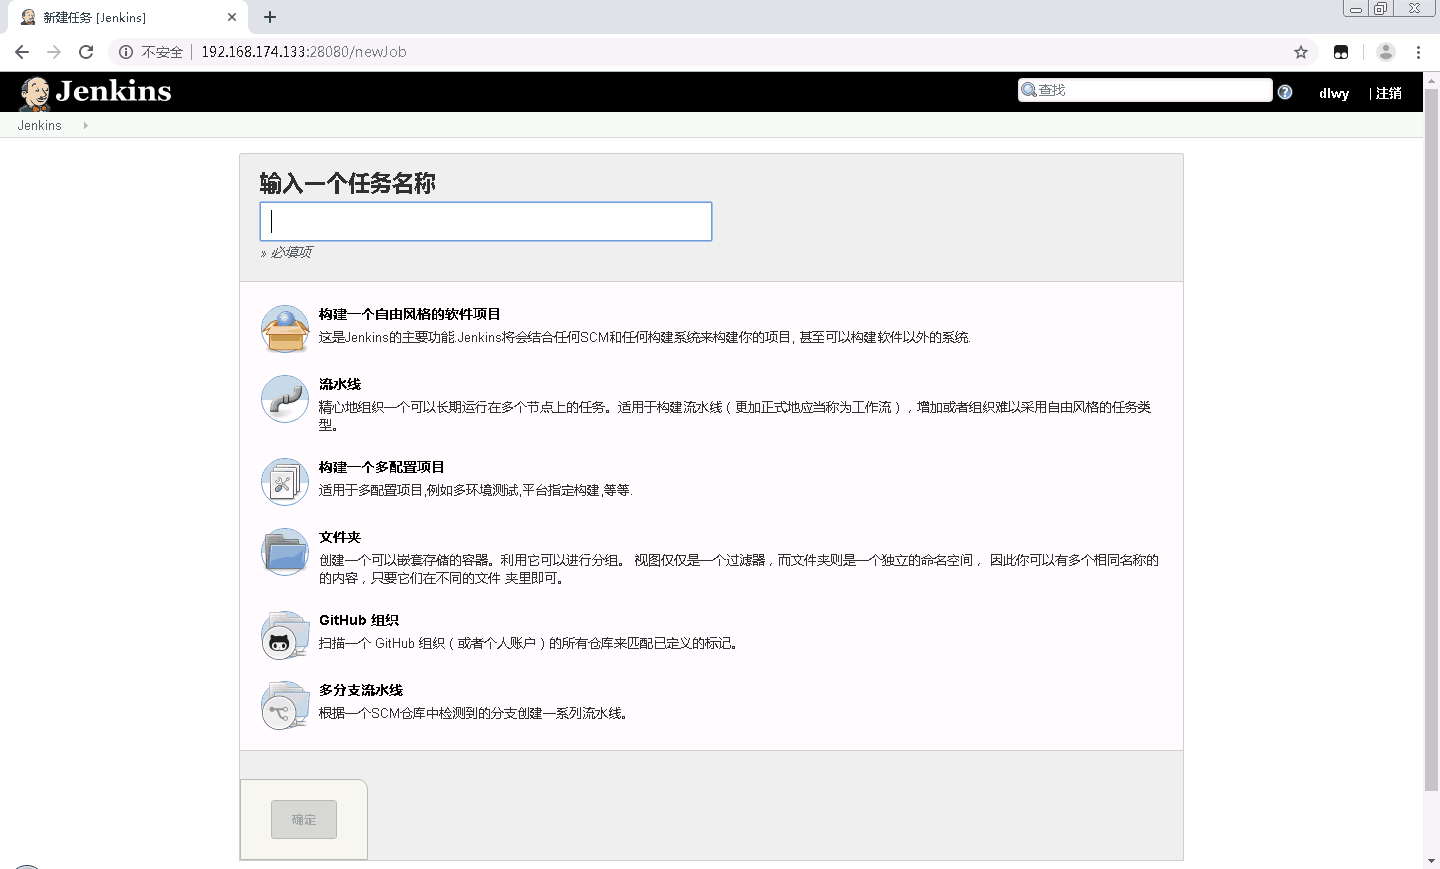 新建任务 [Jenkins]
不安全 192.168.174.133:28080/newJob
Jenkins
查找
dlwy
| 注销
Jenkins
输入一个任务名称
» 必填项
构建一个自由风格的软件项目
这是Jenkins的主要功能.Jenkins将会结合任何SCM和任何构建系统来构建你的项目, 甚至可以构建软件以外的系统.
流水线
精心地组织一个可以长期运行在多个节点上的任务。适用于构建流水线（更加正式地应当称为工作流），增加或者组织难以采用自由风格的任务类
型。
构建一个多配置项目
适用于多配置项目,例如多环境测试,平台指定构建,等等.
文件夹
创建一个可以嵌套存储的容器。利用它可以进行分组。 视图仅仅是一个过滤器，而文件夹则是一个独立的命名空间， 因此你可以有多个相同名称的
的内容，只要它们在不同的文件 夹里即可。
GitHub 组织
扫描一个 GitHub 组织（或者个人账户）的所有仓库来匹配已定义的标记。
多分支流水线
根据一个SCM仓库中检测到的分支创建一系列流水线。
确定